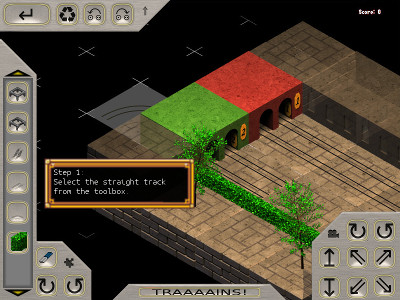 Score: 0
Step 1
Select the straight track
from the toolbox.
TRAAAAINS!